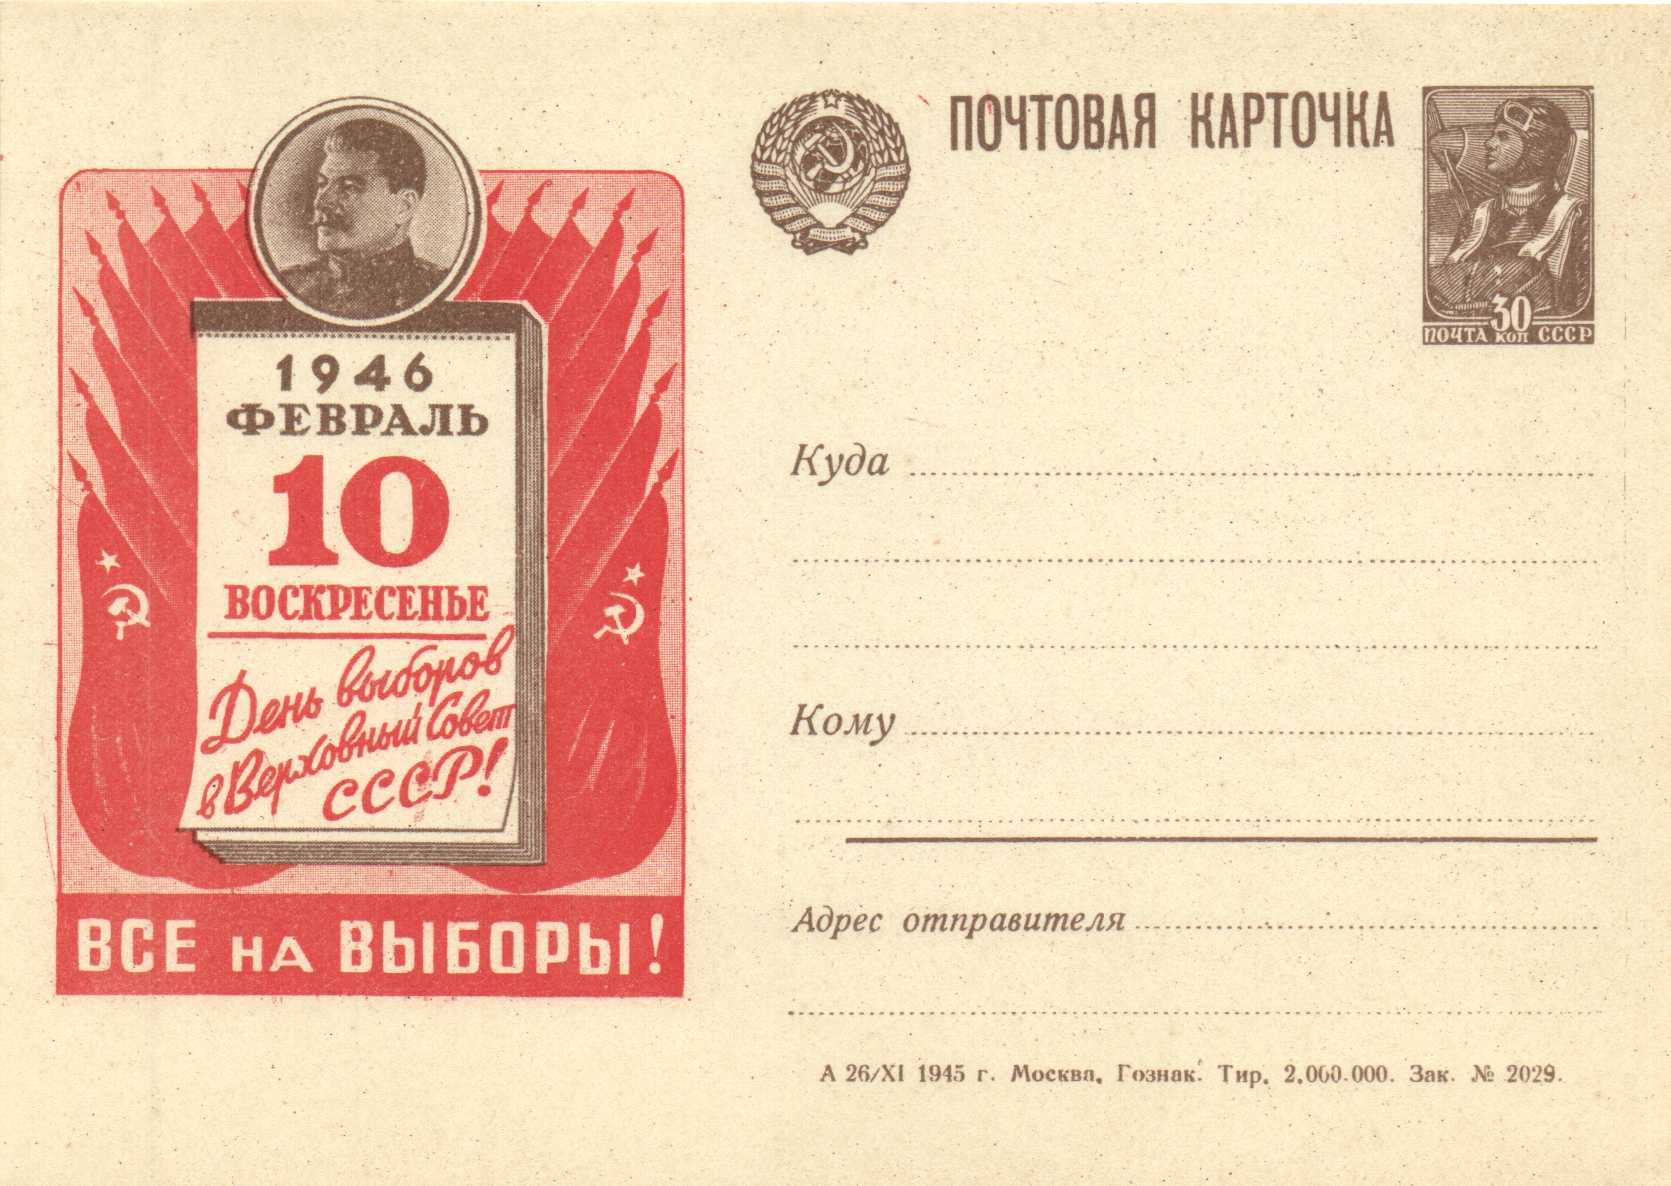 1946
ФЕВРАЛЬ
10
ВОСКРЕСЕНЬЕ
День выборов
в Верховный Совет
СССР!
ВСЕ НА ВЫБОРЫ!
ПОЧТОВАЯ КАРТОЧКА
30
ПОЧТА КОП СССР
Куда
Кому
Адрес отправителя
А 26/XI 1945 г. Москва, Гознак. Тир. 2.000.000. Зак. № 2029.